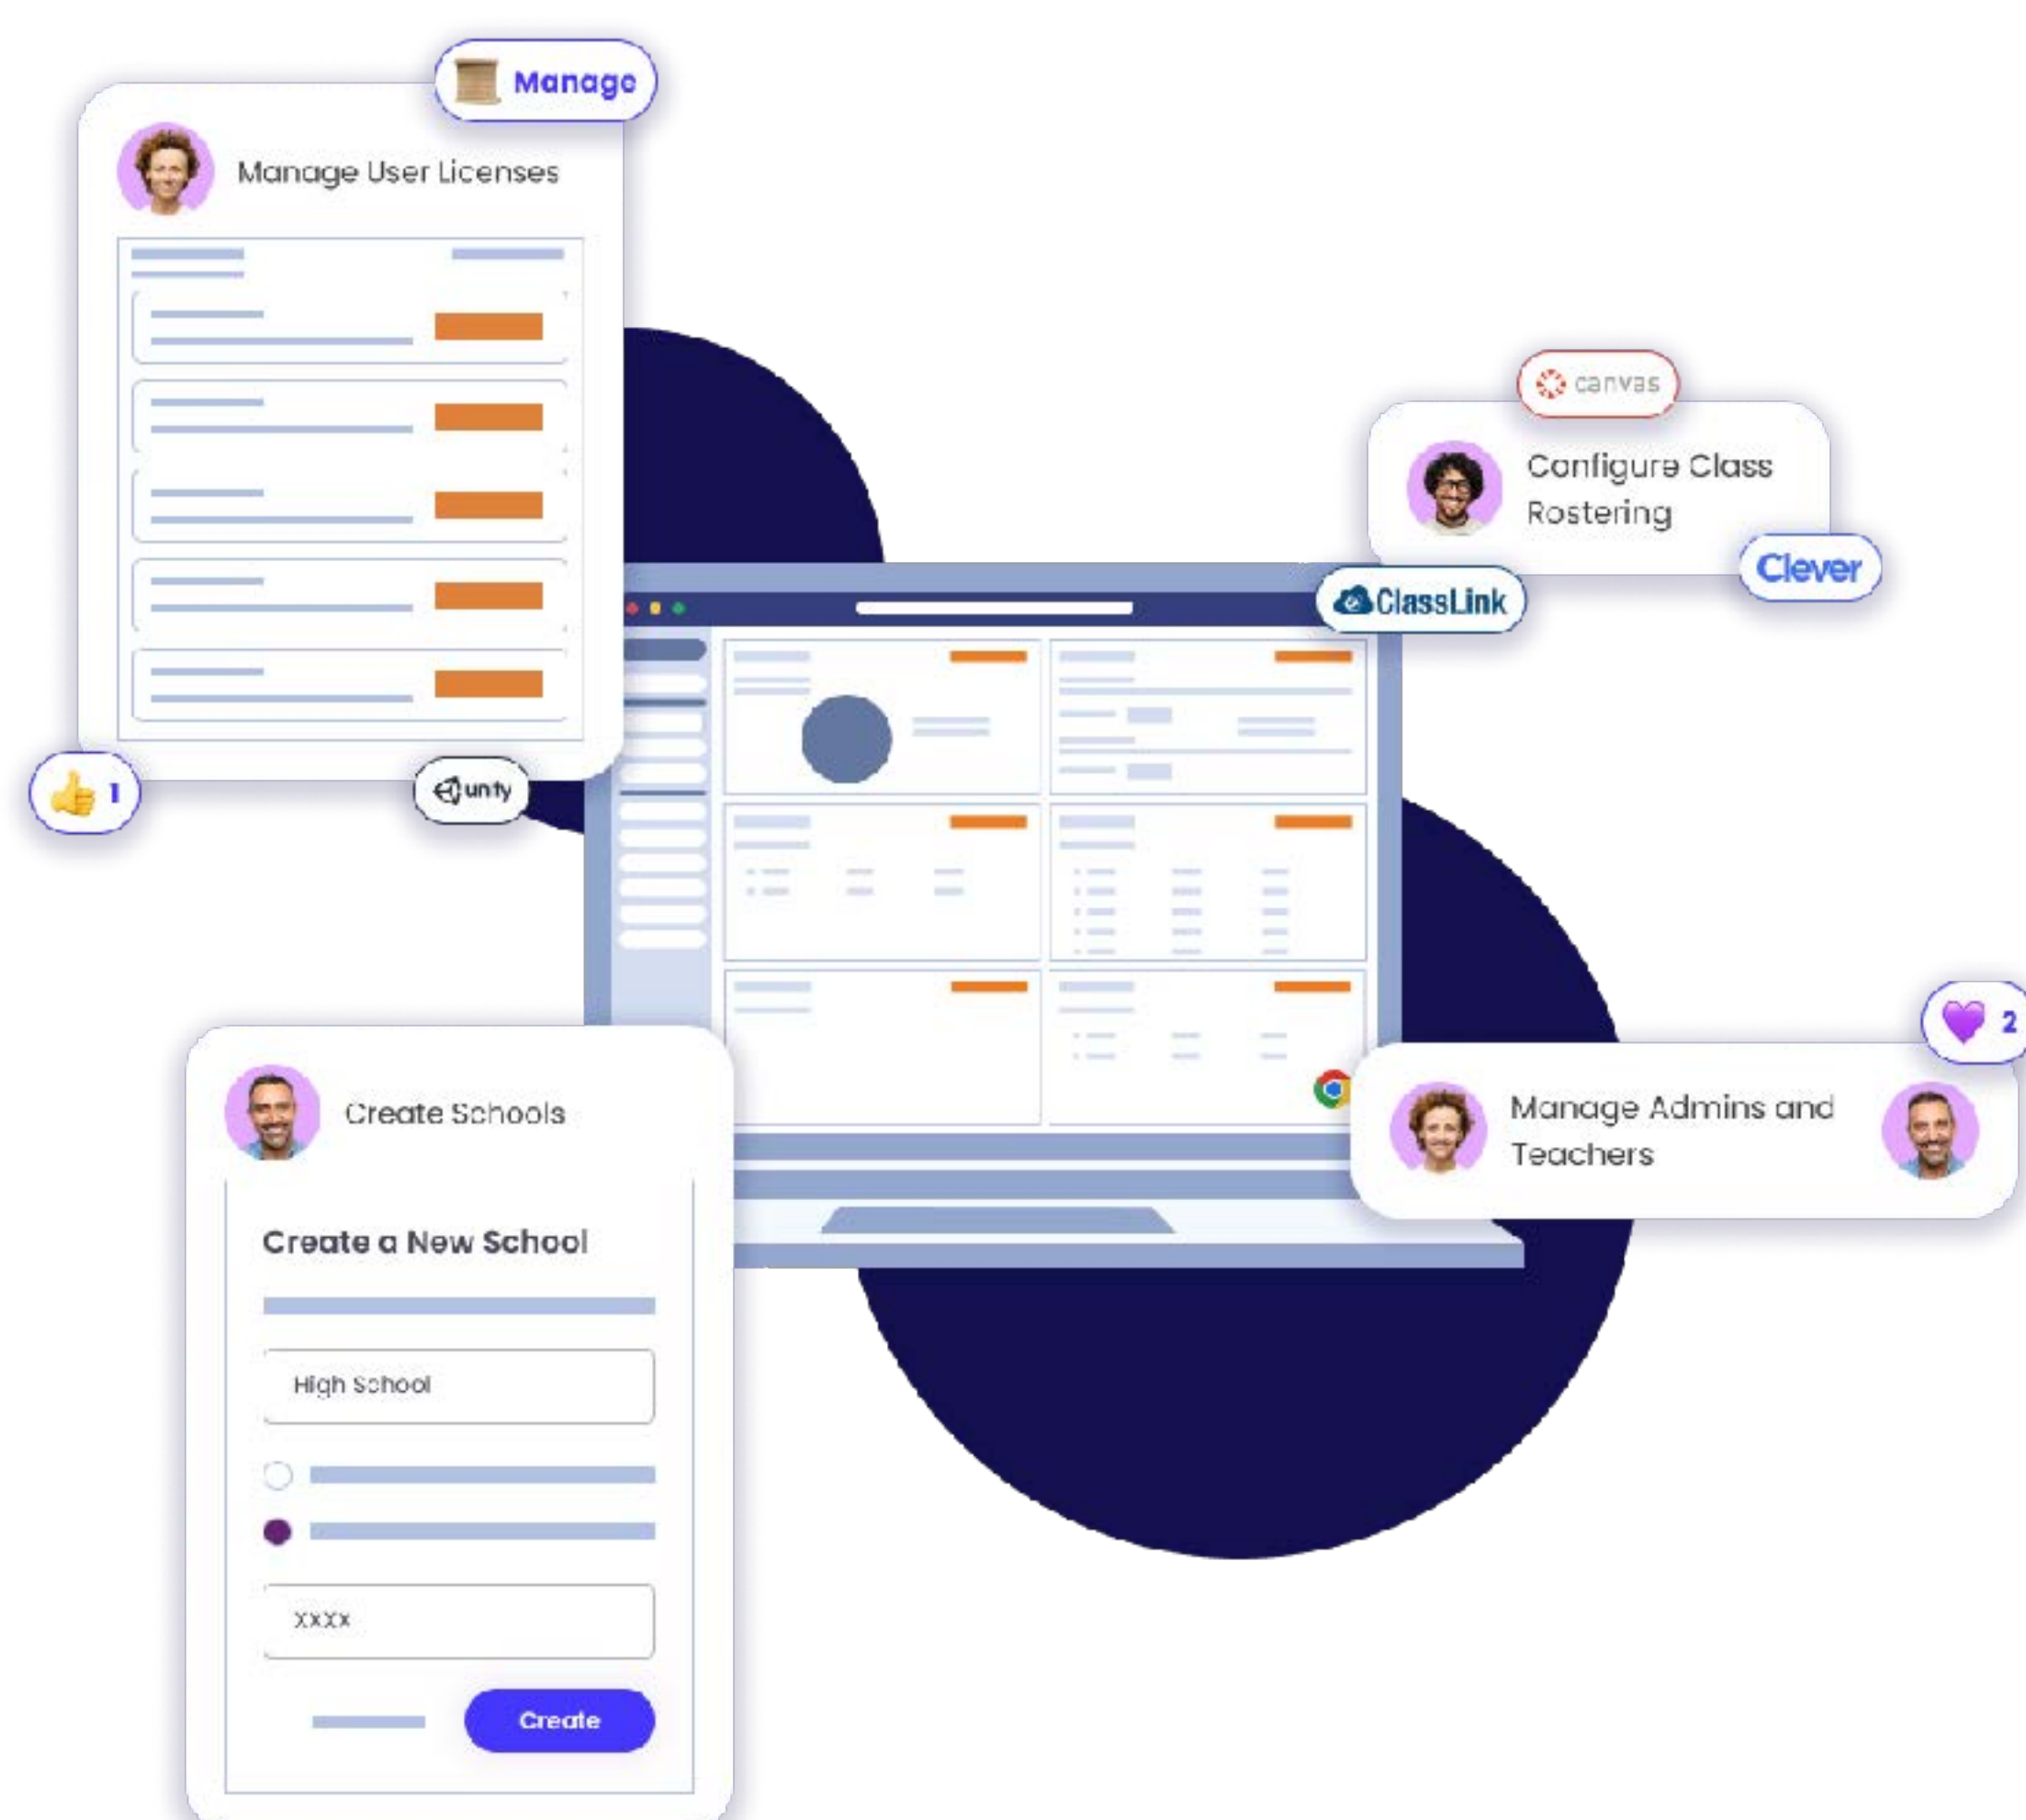 Manage
Manage User Licenses
1
unity
canvas
Configure Class
Rostering
Clever
ClassLink
2
Manage Admins and
Teachers
Create Schools
Create a New School
High School
xxxx
Create